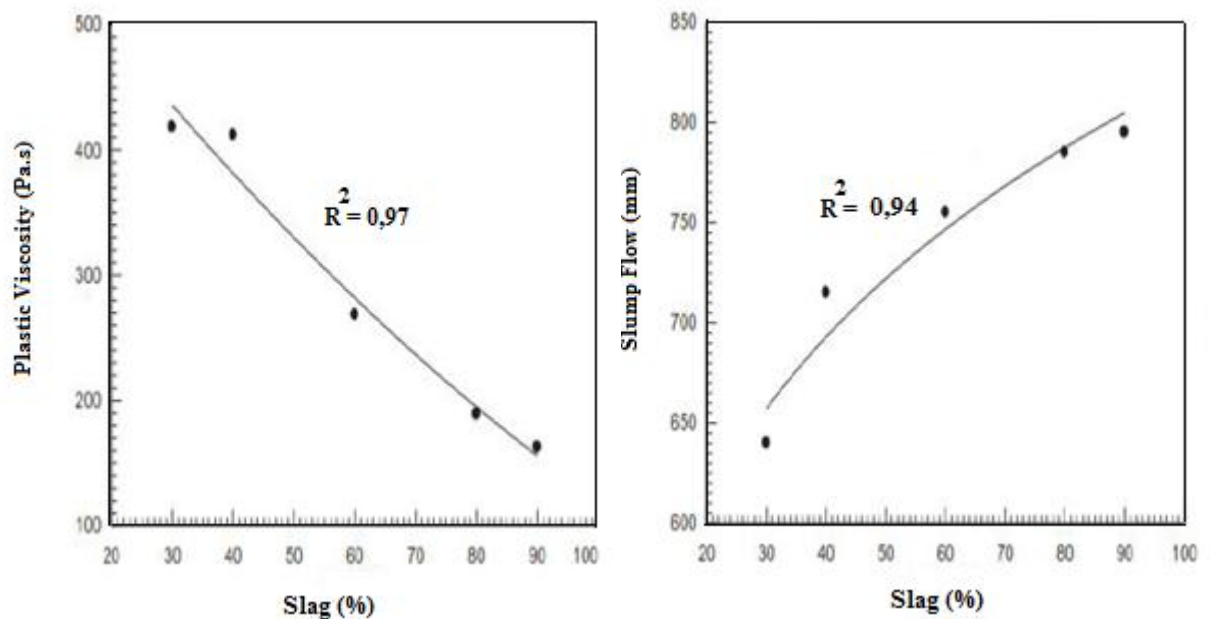 500
400
300
200
100
20 30 40 50 60 70 80 90 100
Plastic Viscosity (Pa.s)
Slag (%)
R² = 0,97
850
800
750
700
650
600
20 30 40 50 60 70 80 90 100
Slump Flow (mm)
Slag (%)
R² = 0,94